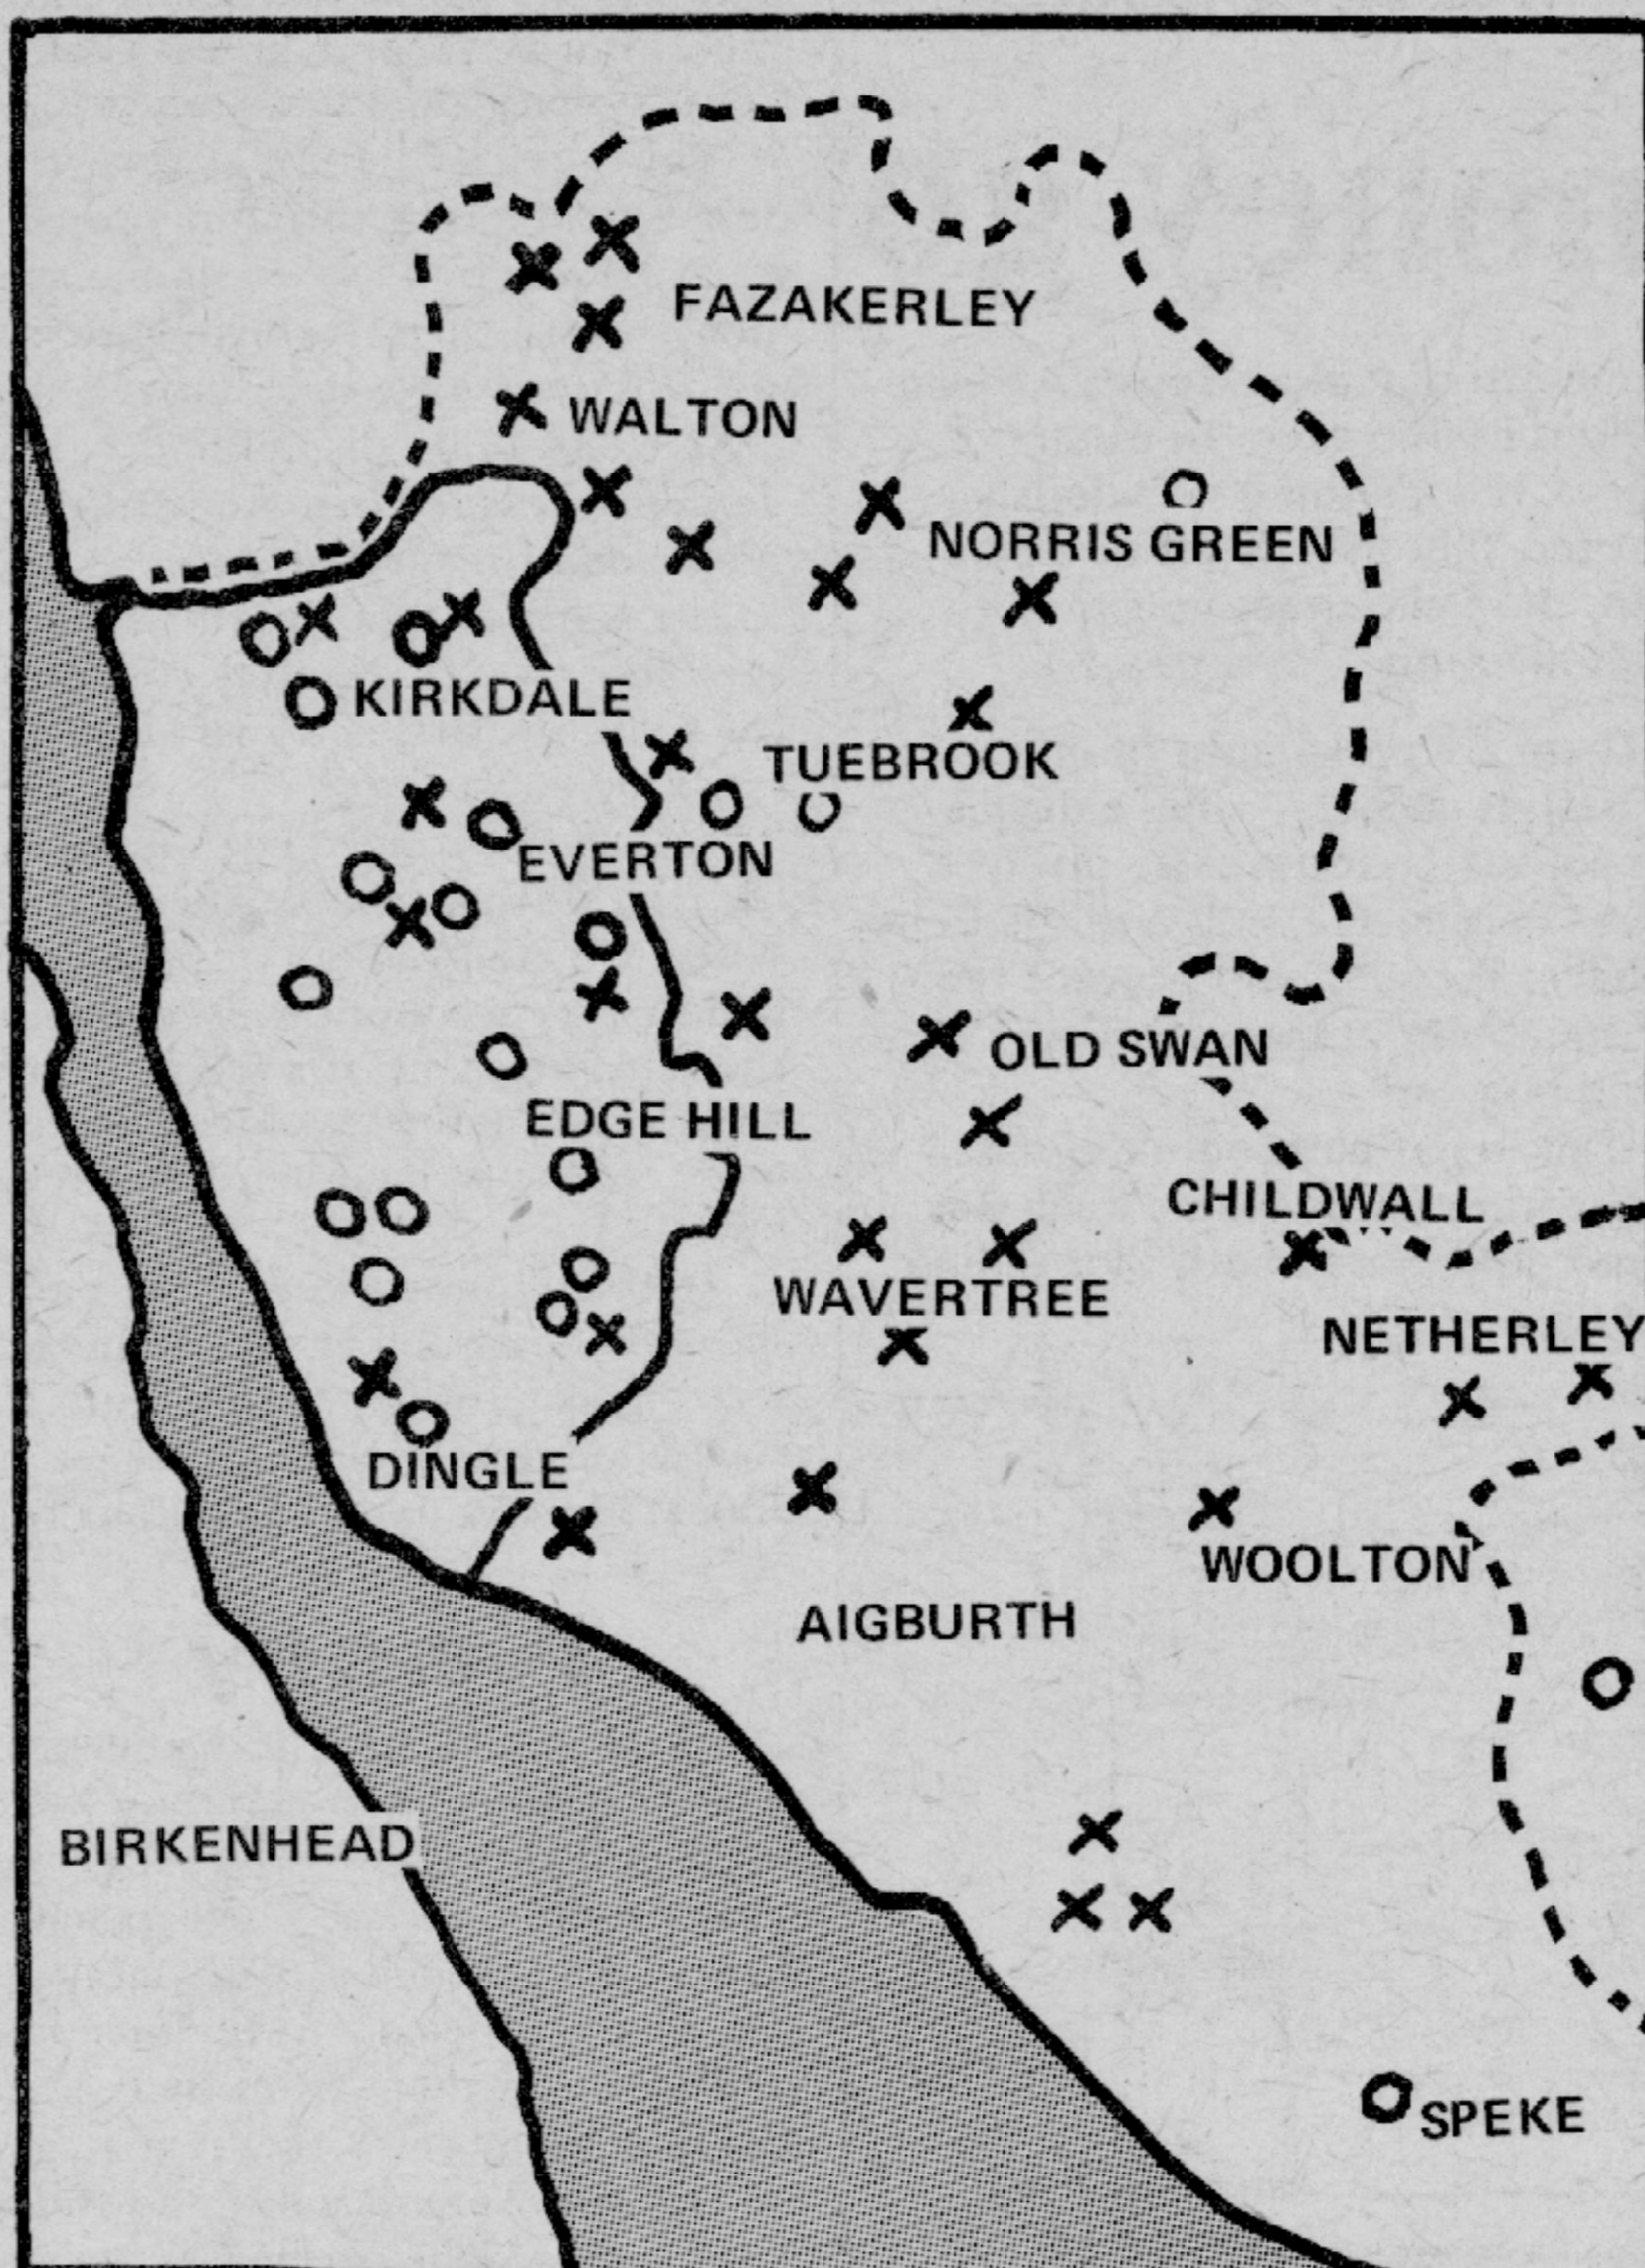 FAZAKERLEY
WALTON
NORRIS GREEN
KIRKDALE
TUEBROOK
EVERTON
OLD SWAN
EDGE HILL
CHILDWALL
WAVERTREE
NETHERLEY
DINGLE
WOOLTON
AIGBURTH
BIRKENHEAD
SPEKE